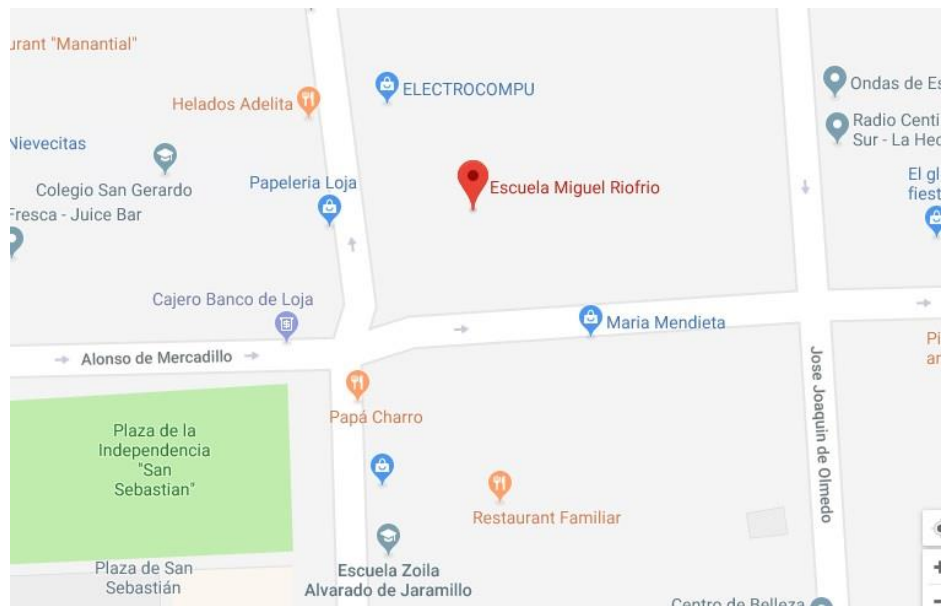 urant "Manantial"
Helados Adelita
ELECTROCOMPU
Ondas de Es
Radio Centi
Sur - La Hec
Nievecitas
Colegio San Gerardo
Fresca - Juice Bar
Papeleria Loja
Escuela Miguel Riofrio
El gl
fiest
Cajero Banco de Loja
Maria Mendieta
Alonso de Mercadillo
Pi
ar
Jose Joaquin de Olmedo
Papá Charro
Plaza de la
Independencia
"San
Sebastian"
Restaurant Familiar
Plaza de San
Sebastián
Escuela Zoila
Alvarado de Jaramillo
Centro de Belleza